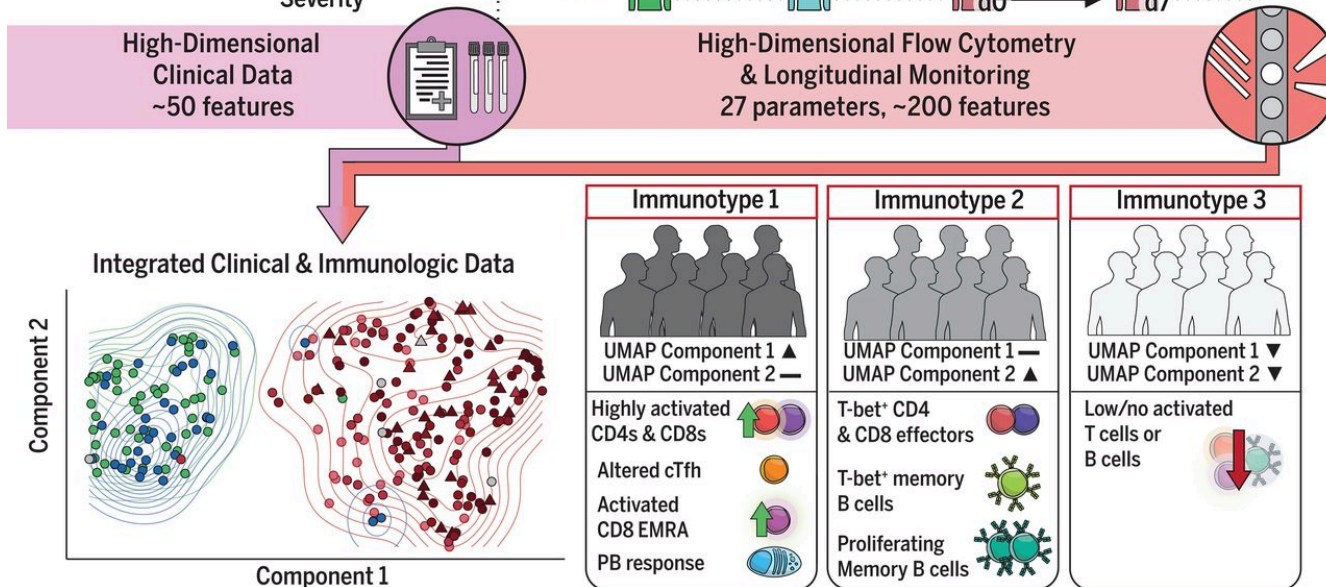 Severity
d0
d7
High-Dimensional
Clinical Data
~50 features
High-Dimensional Flow Cytometry
& Longitudinal Monitoring
27 parameters, ~200 features
Integrated Clinical & Immunologic Data
Component 2
Component 1
Immunotype 1
UMAP Component 1 ▲
UMAP Component 2 —
Highly activated
CD4s & CD8s
Altered cTfh
Activated
CD8 EMRA
PB response
Immunotype 2
UMAP Component 1 —
UMAP Component 2 ▲
T-bet⁺ CD4
& CD8 effectors
T-bet⁺ memory
B cells
Proliferating
Memory B cells
Immunotype 3
UMAP Component 1 ▼
UMAP Component 2 ▼
Low/no activated
T cells or
B cells